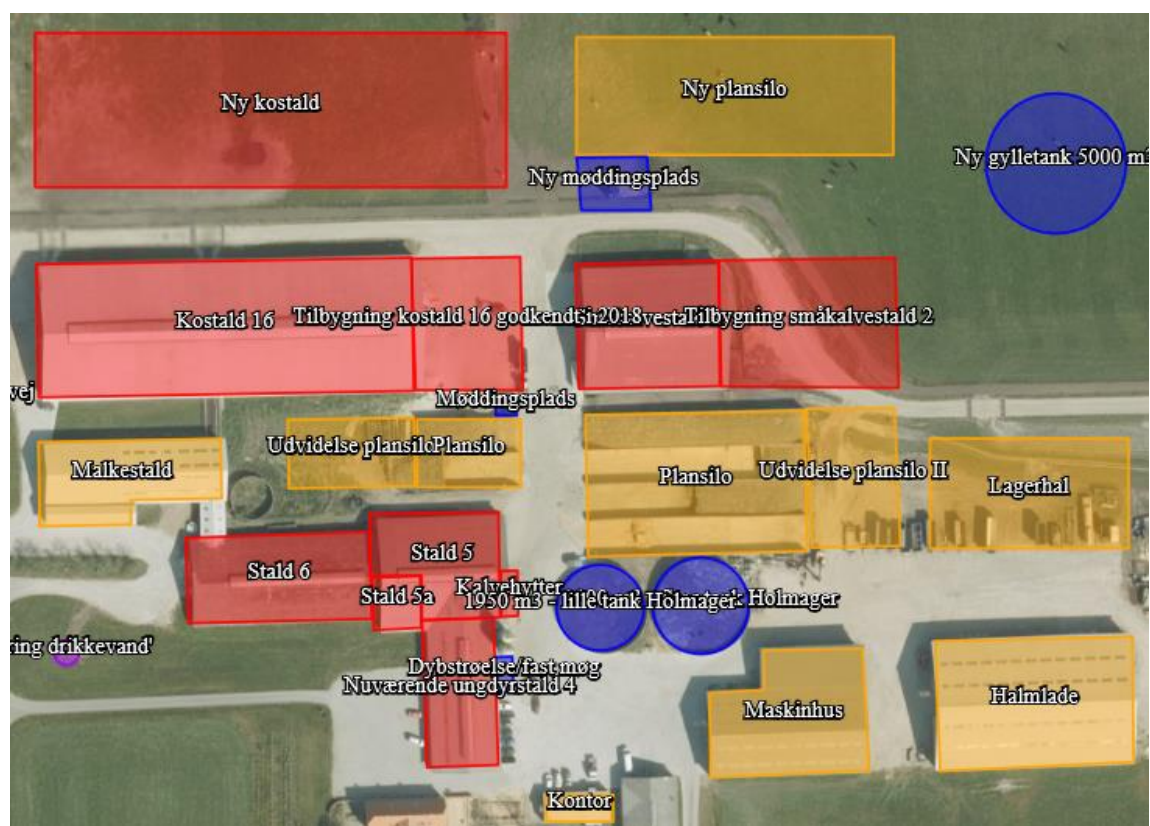 Ny kostald
Ny plansilo
Ny gylletank 5000 m3
Ny møddingsplads
Kostald 16
Tilbygning kostald 16 godkendt i 2018
Tilbygning småkalvestald 2
vej
Møddingsplads
Malkestald
Udvidelse plansilo
Plansilo
Plansilo
Udvidelse plansilo II
Lagerhal
Stald 6
Stald 5
Stald 5a
Kalvehytter
1950 m3 - lille tank Holmager
tank Holmager
ring drikkevand'
Dybstrøelse/fast møg
Nuværende ungdyrstald 4
Maskinhus
Halmlade
Kontor